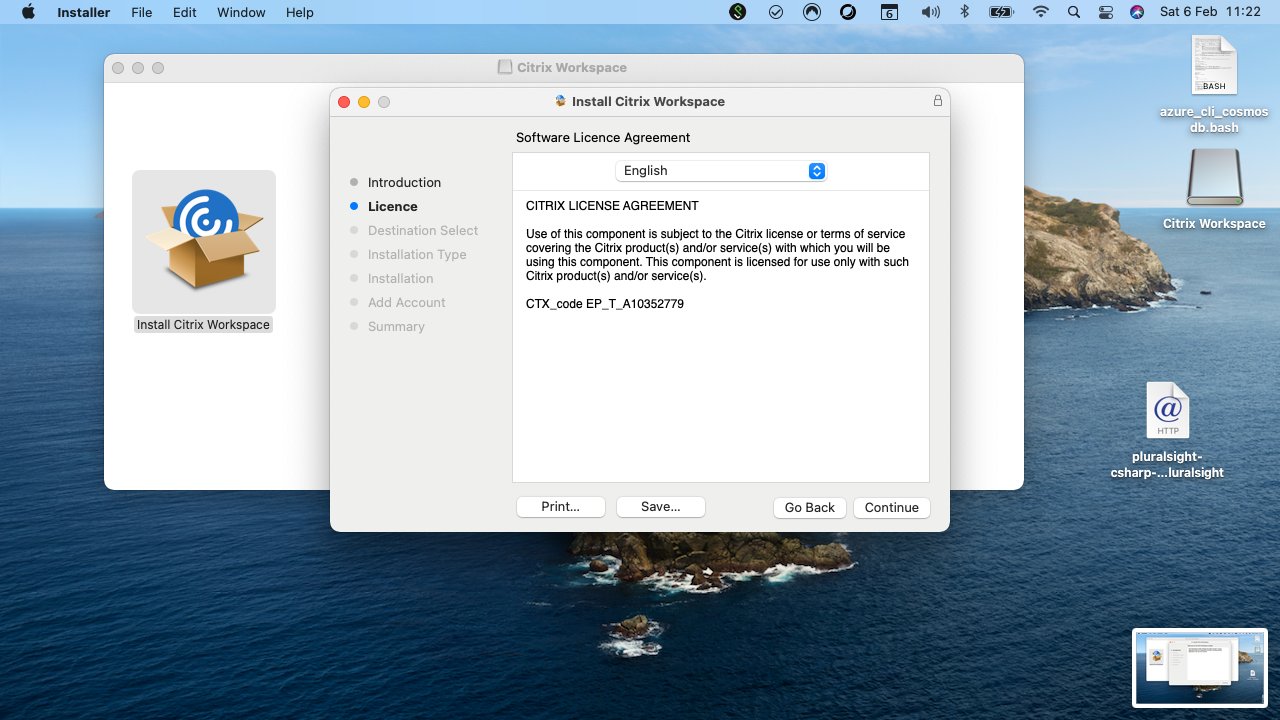 Installer File Edit Window Help 6 Sat 6 Feb 11:22
Citrix Workspace
Install Citrix Workspace
Software Licence Agreement
English
Introduction
Licence
Destination Select
Installation Type
Installation
Add Account
Summary
CITRIX LICENSE AGREEMENT
Use of this component is subject to the Citrix license or terms of service
covering the Citrix product(s) and/or service(s) with which you will be
using this component. This component is licensed for use only with such
Citrix product(s) and/or service(s).
CTX_code EP_T_A10352779
Print...
Save...
Go Back
Continue
Install Citrix Workspace
BASH
azure_cli_cosmos
db.bash
Citrix Workspace
HTTP
pluralsight-
csharp-...luralsight